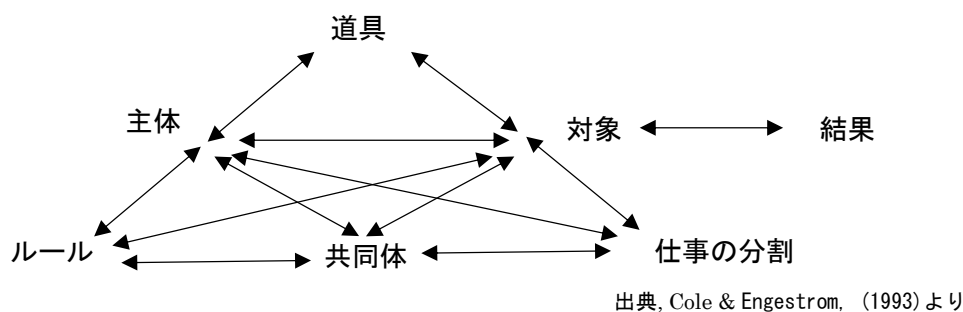 道具
主体
対象
結果
ルール
共同体
仕事の分割
出典, Cole & Engestrom, (1993)より